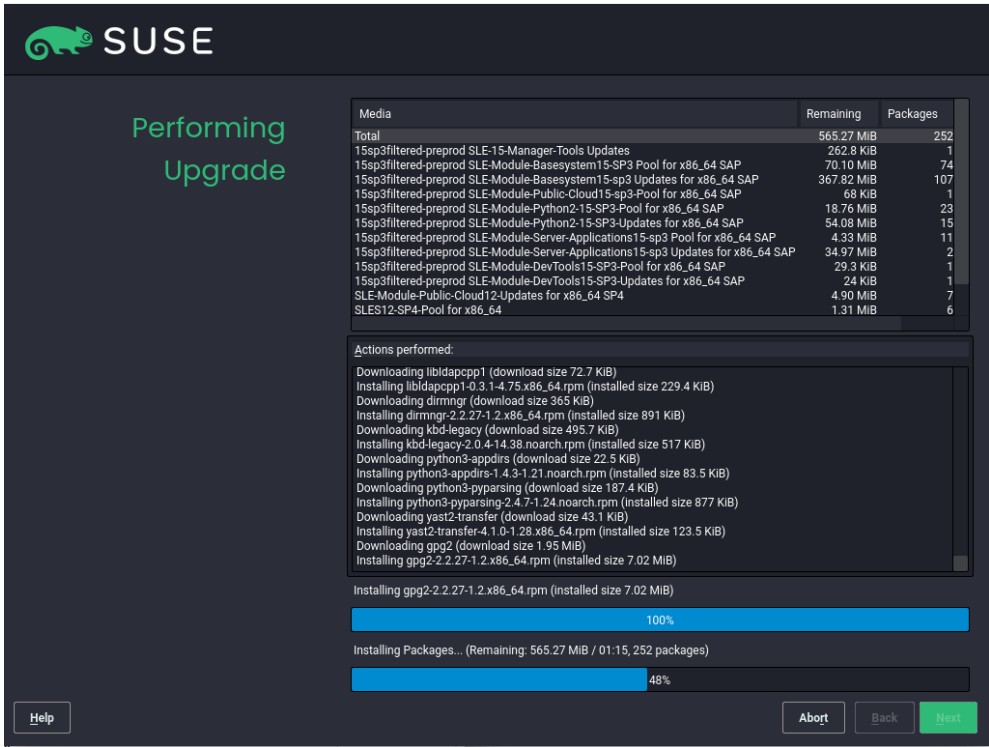 SUSE
Performing
Upgrade
Media Remaining Packages
Total 565.27 MiB 252
15sp3filtered-preprod SLE-15-Manager-Tools Updates 262.8 KiB 1
15sp3filtered-preprod SLE-Module-Basesystem15-SP3 Pool for x86_64 SAP 70.10 MiB 74
15sp3filtered-preprod SLE-Module-Basesystem15-sp3 Updates for x86_64 SAP 367.82 MiB 107
15sp3filtered-preprod SLE-Module-Public-Cloud15-sp3-Pool for x86_64 SAP 68 KiB 1
15sp3filtered-preprod SLE-Module-Python2-15-SP3-Pool for x86_64 SAP 18.76 MiB 23
15sp3filtered-preprod SLE-Module-Python2-15-SP3-Updates for x86_64 SAP 54.08 MiB 15
15sp3filtered-preprod SLE-Module-Server-Applications15-sp3 Pool for x86_64 SAP 4.33 MiB 11
15sp3filtered-preprod SLE-Module-Server-Applications15-sp3 Updates for x86_64 SAP 34.97 MiB 2
15sp3filtered-preprod SLE-Module-DevTools15-SP3-Pool for x86_64 SAP 29.3 KiB 1
15sp3filtered-preprod SLE-Module-DevTools15-SP3-Updates for x86_64 SAP 24 KiB 1
SLE-Module-Public-Cloud12-Updates for x86_64 SP4 4.90 MiB 7
SLES12-SP4-Pool for x86_64 1.31 MiB 6
Actions performed:
Downloading libldapcpp1 (download size 72.7 KiB)
Installing libldapcpp1-0.3.1-4.75.x86_64.rpm (installed size 229.4 KiB)
Downloading dirmngr (download size 365 KiB)
Installing dirmngr-2.2.27-1.2.x86_64.rpm (installed size 891 KiB)
Downloading kbd-legacy (download size 495.7 KiB)
Installing kbd-legacy-2.0.4-14.38.noarch.rpm (installed size 517 KiB)
Downloading python3-appdirs (download size 22.5 KiB)
Installing python3-appdirs-1.4.3-1.21.noarch.rpm (installed size 83.5 KiB)
Downloading python3-pyparsing (download size 187.4 KiB)
Installing python3-pyparsing-2.4.7-1.24.noarch.rpm (installed size 877 KiB)
Downloading yast2-transfer (download size 43.1 KiB)
Installing yast2-transfer-4.1.0-1.28.x86_64.rpm (installed size 123.5 KiB)
Downloading gpg2 (download size 1.95 MiB)
Installing gpg2-2.2.27-1.2.x86_64.rpm (installed size 7.02 MiB)
Installing gpg2-2.2.27-1.2.x86_64.rpm (installed size 7.02 MiB)
100%
Installing Packages... (Remaining: 565.27 MiB / 01:15, 252 packages)
48%
Help Abort Back Next